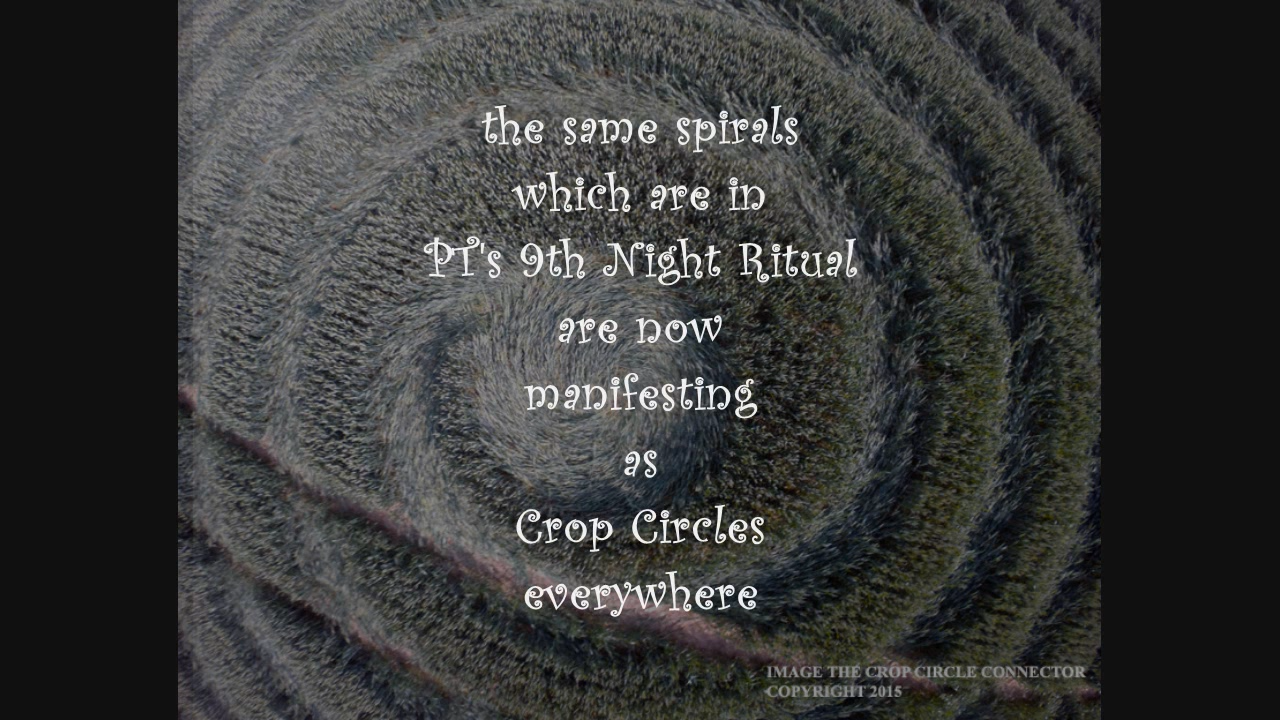 the same spirals
which are in
PT's 9th Night Ritual
are now
manifesting
as
Crop Circles
everywhere
IMAGE THE CROP CIRCLE CONNECTOR
COPYRIGHT 2015